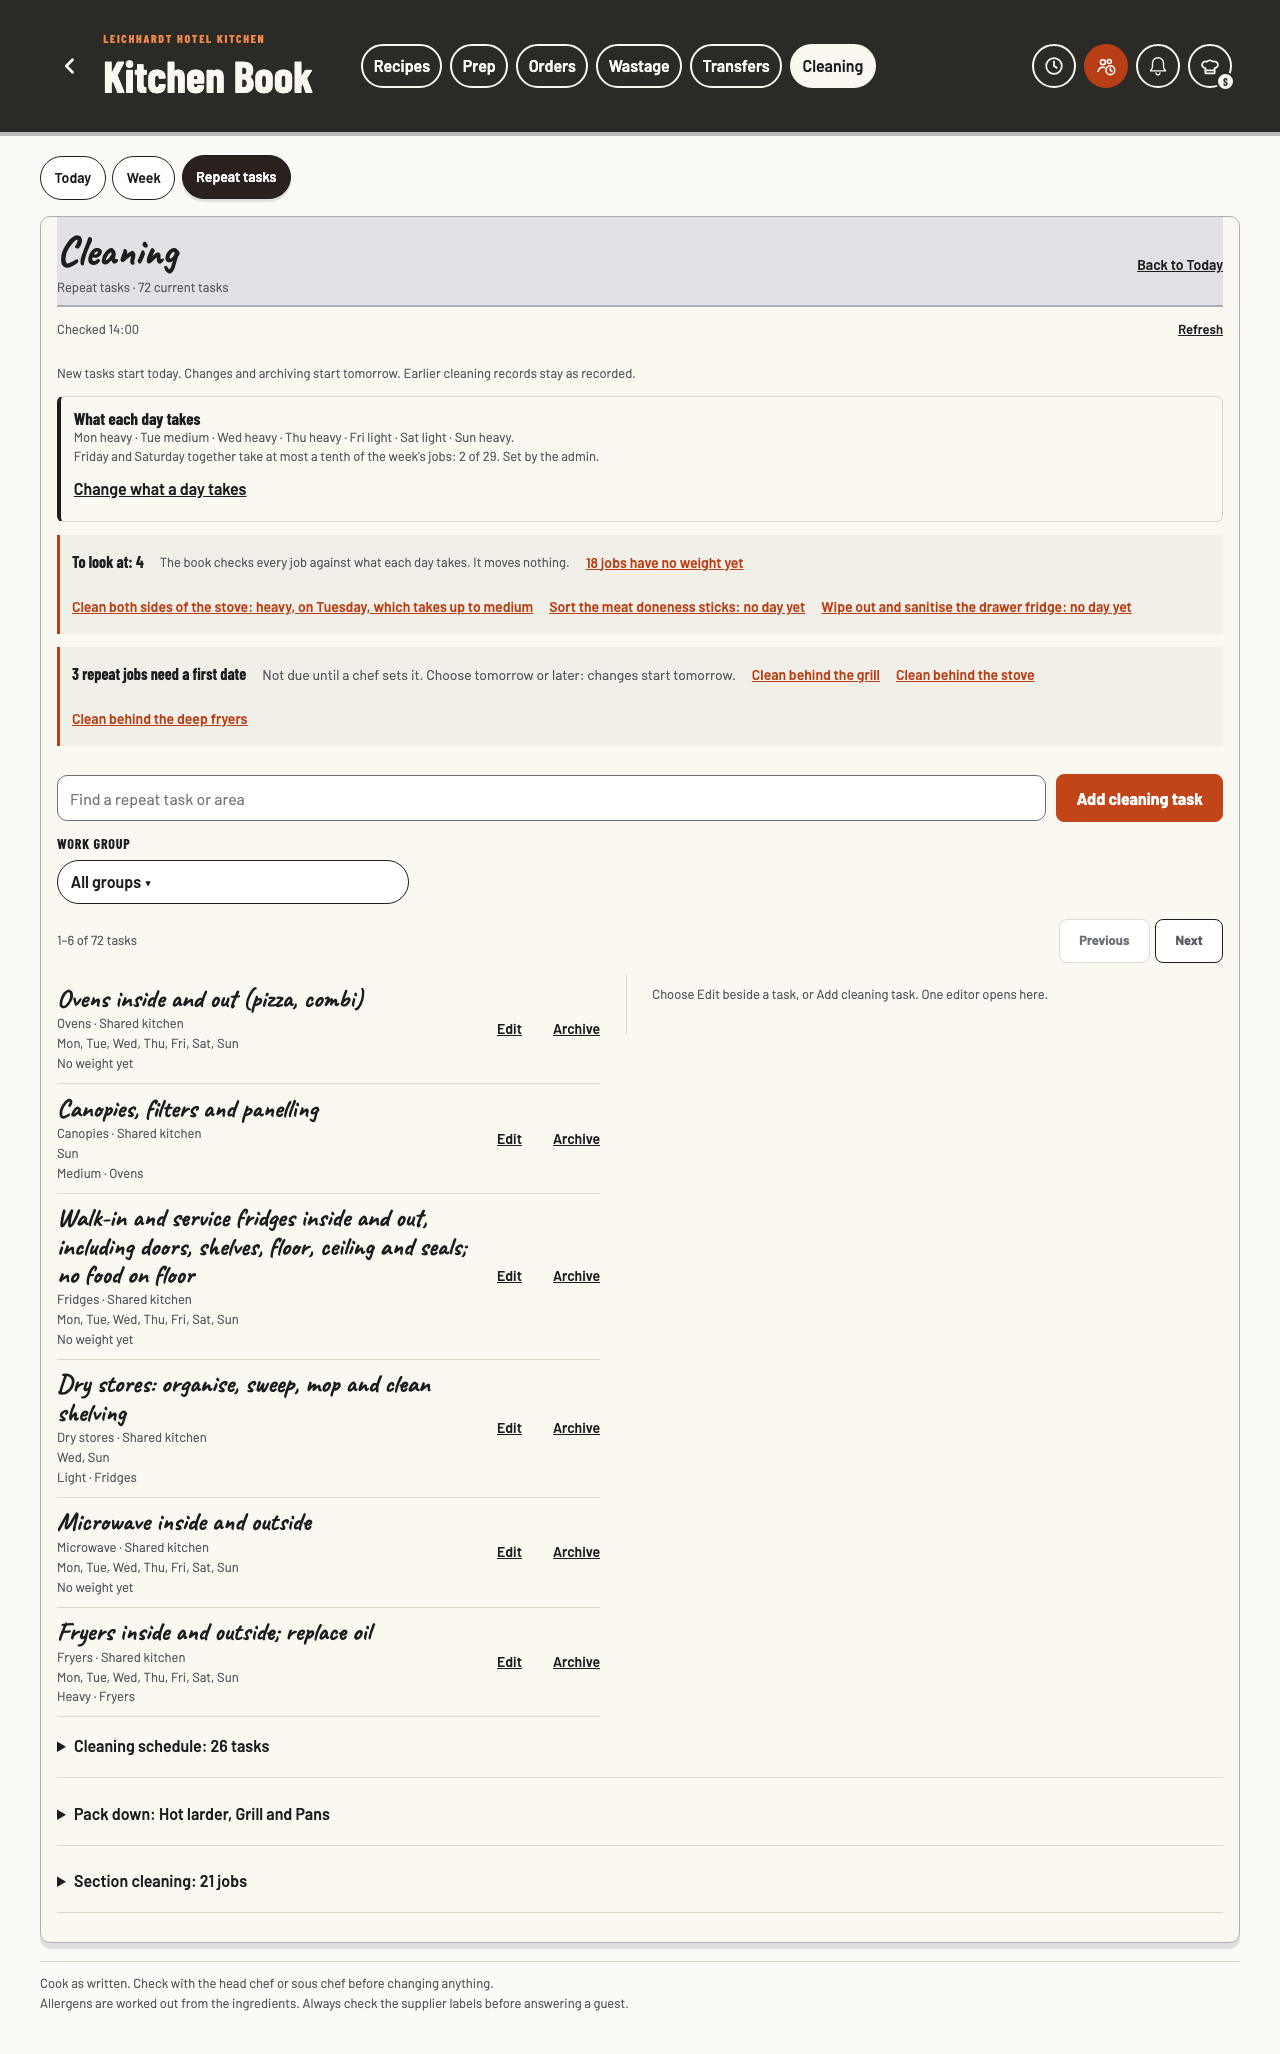 LEICHHARDT HOTEL KITCHEN
Kitchen Book
Recipes
Prep
Orders
Wastage
Transfers
Cleaning
S
Today
Week
Repeat tasks
Cleaning
Repeat tasks · 72 current tasks
Back to Today
Checked 14:00
Refresh
New tasks start today. Changes and archiving start tomorrow. Earlier cleaning records stay as recorded.
What each day takes
Mon heavy · Tue medium · Wed heavy · Thu heavy · Fri light · Sat light · Sun heavy.
Friday and Saturday together take at most a tenth of the week's jobs: 2 of 29. Set by the admin.
Change what a day takes
To look at: 4 The book checks every job against what each day takes. It moves nothing. 18 jobs have no weight yet
Clean both sides of the stove: heavy, on Tuesday, which takes up to medium Sort the meat doneness sticks: no day yet Wipe out and sanitise the drawer fridge: no day yet
3 repeat jobs need a first date Not due until a chef sets it. Choose tomorrow or later: changes start tomorrow. Clean behind the grill Clean behind the stove
Clean behind the deep fryers
Find a repeat task or area
Add cleaning task
WORK GROUP
All groups ▾
1–6 of 72 tasks
Previous
Next
Ovens inside and out (pizza, combi)
Ovens · Shared kitchen
Mon, Tue, Wed, Thu, Fri, Sat, Sun
No weight yet
Edit
Archive
Choose Edit beside a task, or Add cleaning task. One editor opens here.
Canopies, filters and panelling
Canopies · Shared kitchen
Sun
Medium · Ovens
Edit
Archive
Walk-in and service fridges inside and out,
including doors, shelves, floor, ceiling and seals;
no food on floor
Fridges · Shared kitchen
Mon, Tue, Wed, Thu, Fri, Sat, Sun
No weight yet
Edit
Archive
Dry stores: organise, sweep, mop and clean
shelving
Dry stores · Shared kitchen
Wed, Sun
Light · Fridges
Edit
Archive
Microwave inside and outside
Microwave · Shared kitchen
Mon, Tue, Wed, Thu, Fri, Sat, Sun
No weight yet
Edit
Archive
Fryers inside and outside; replace oil
Fryers · Shared kitchen
Mon, Tue, Wed, Thu, Fri, Sat, Sun
Heavy · Fryers
Edit
Archive
Cleaning schedule: 26 tasks
Pack down: Hot larder, Grill and Pans
Section cleaning: 21 jobs
Cook as written. Check with the head chef or sous chef before changing anything.
Allergens are worked out from the ingredients. Always check the supplier labels before answering a guest.